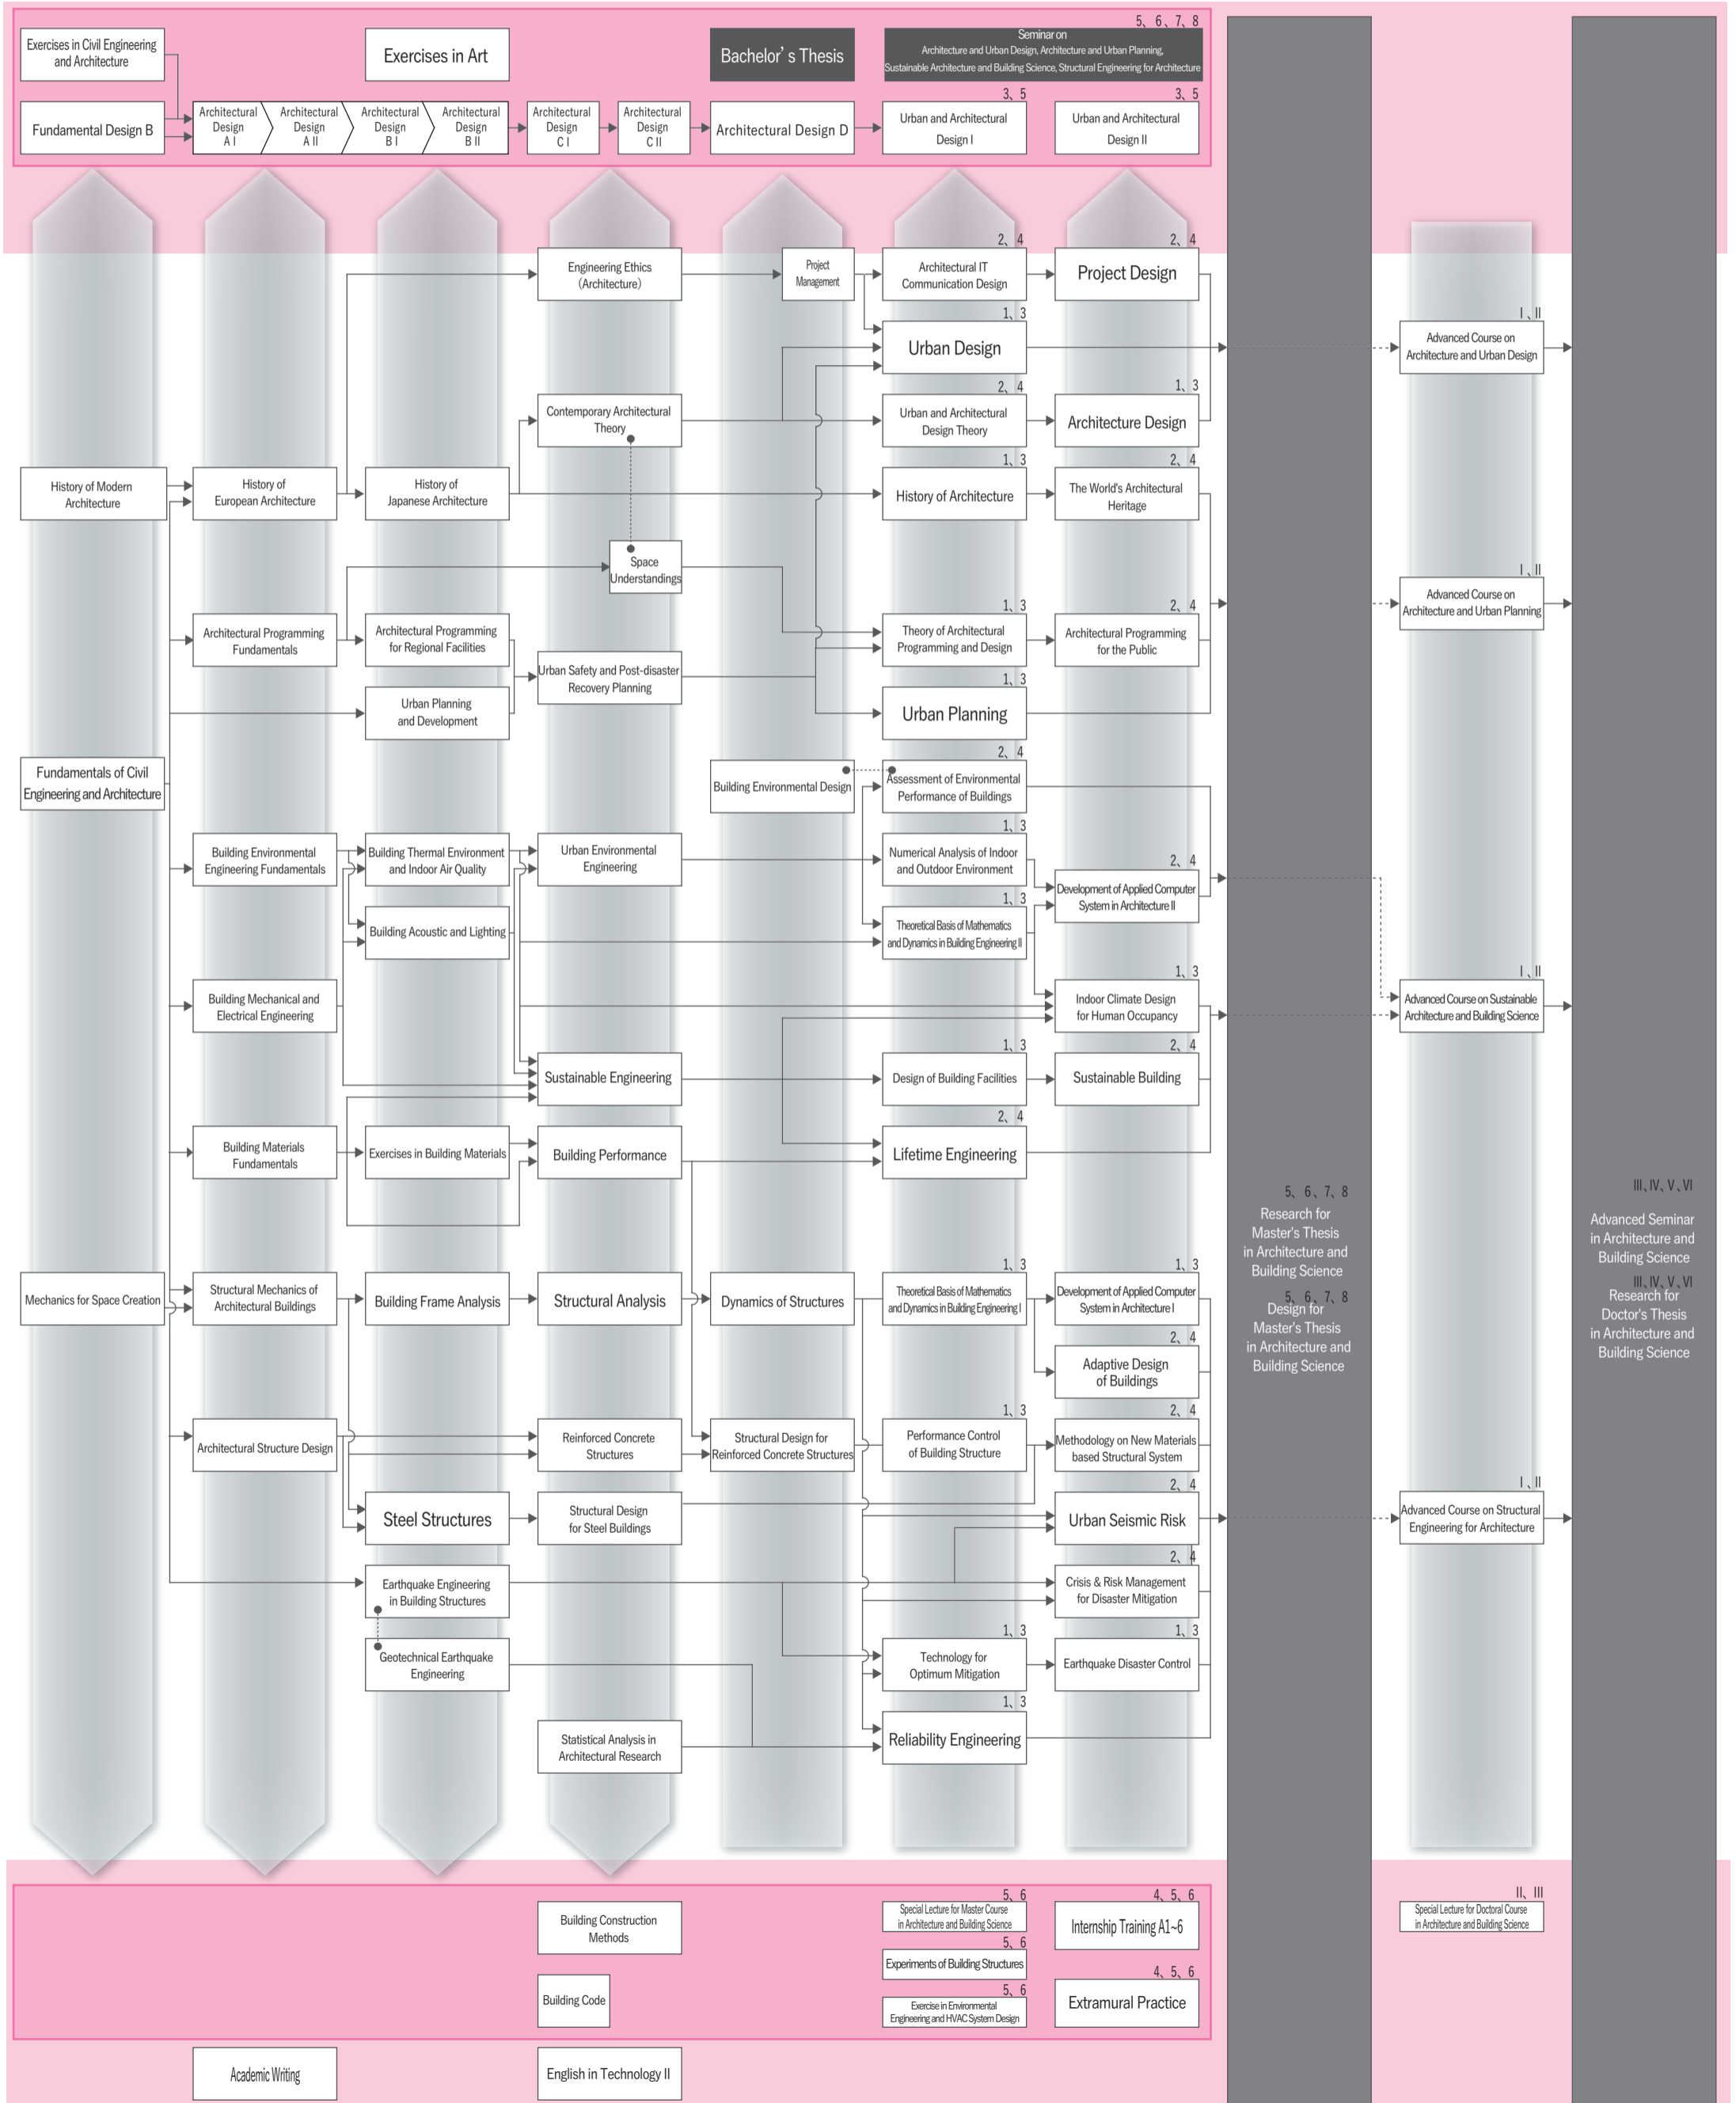 5、6、7、8
Exercises in Civil Engineering
and Architecture
Exercises in Art
Bachelor’s Thesis
Seminar on
Architecture and Urban Design, Architecture and Urban Planning,
Sustainable Architecture and Building Science, Structural Engineering for Architecture
3、5
3、5
Fundamental Design B
Architectural
Design
A I
Architectural
Design
A II
Architectural
Design
B I
Architectural
Design
B II
Architectural
Design
C I
Architectural
Design
C II
Architectural Design D
Urban and Architectural
Design I
Urban and Architectural
Design II
2、4
2、4
Engineering Ethics
(Architecture)
Project
Management
Architectural IT
Communication Design
Project Design
1、3
Urban Design
I、II
Advanced Course on
Architecture and Urban Design
2、4
1、3
Contemporary Architectural
Theory
Urban and Architectural
Design Theory
Architecture Design
1、3
2、4
History of Modern
Architecture
History of
European Architecture
History of
Japanese Architecture
History of Architecture
The World's Architectural
Heritage
Space
Understandings
I、II
Advanced Course on
Architecture and Urban Planning
1、3
2、4
Architectural Programming
Fundamentals
Architectural Programming
for Regional Facilities
Theory of Architectural
Programming and Design
Architectural Programming
for the Public
Urban Safety and Post-disaster
Recovery Planning
1、3
Urban Planning
and Development
Urban Planning
2、4
Fundamentals of Civil
Engineering and Architecture
Building Environmental Design
Assessment of Environmental
Performance of Buildings
1、3
Building Environmental
Engineering Fundamentals
Building Thermal Environment
and Indoor Air Quality
Urban Environmental
Engineering
Numerical Analysis of Indoor
and Outdoor Environment
2、4
Development of Applied Computer
System in Architecture II
1、3
Building Acoustic and Lighting
Theoretical Basis of Mathematics
and Dynamics in Building Engineering II
1、3
I、II
Building Mechanical and
Electrical Engineering
Indoor Climate Design
for Human Occupancy
Advanced Course on Sustainable
Architecture and Building Science
1、3
2、4
Sustainable Engineering
Design of Building Facilities
Sustainable Building
2、4
Building Materials
Fundamentals
Exercises in Building Materials
Building Performance
Lifetime Engineering
5、6、7、8
Research for
Master's Thesis
in Architecture and
Building Science
5、6、7、8
Design for
Master's Thesis
in Architecture and
Building Science
III、IV、V、VI
Advanced Seminar
in Architecture and
Building Science
III、IV、V、VI
Research for
Doctor's Thesis
in Architecture and
Building Science
1、3
1、3
Mechanics for Space Creation
Structural Mechanics of
Architectural Buildings
Building Frame Analysis
Structural Analysis
Dynamics of Structures
Theoretical Basis of Mathematics
and Dynamics in Building Engineering I
Development of Applied Computer
System in Architecture I
2、4
Adaptive Design
of Buildings
1、3
2、4
Architectural Structure Design
Reinforced Concrete
Structures
Structural Design for
Reinforced Concrete Structures
Performance Control
of Building Structure
Methodology on New Materials
based Structural System
2、4
I、II
Steel Structures
Structural Design
for Steel Buildings
Urban Seismic Risk
Advanced Course on Structural
Engineering for Architecture
2、4
Earthquake Engineering
in Building Structures
Crisis & Risk Management
for Disaster Mitigation
1、3
1、3
Geotechnical Earthquake
Engineering
Technology for
Optimum Mitigation
Earthquake Disaster Control
1、3
Statistical Analysis in
Architectural Research
Reliability Engineering
5、6
4、5、6
II、III
Building Construction
Methods
Special Lecture for Master Course
in Architecture and Building Science
Internship Training A1~6
Special Lecture for Doctoral Course
in Architecture and Building Science
5、6
Experiments of Building Structures
4、5、6
5、6
Building Code
Exercise in Environmental
Engineering and HVAC System Design
Extramural Practice
Academic Writing
English in Technology II